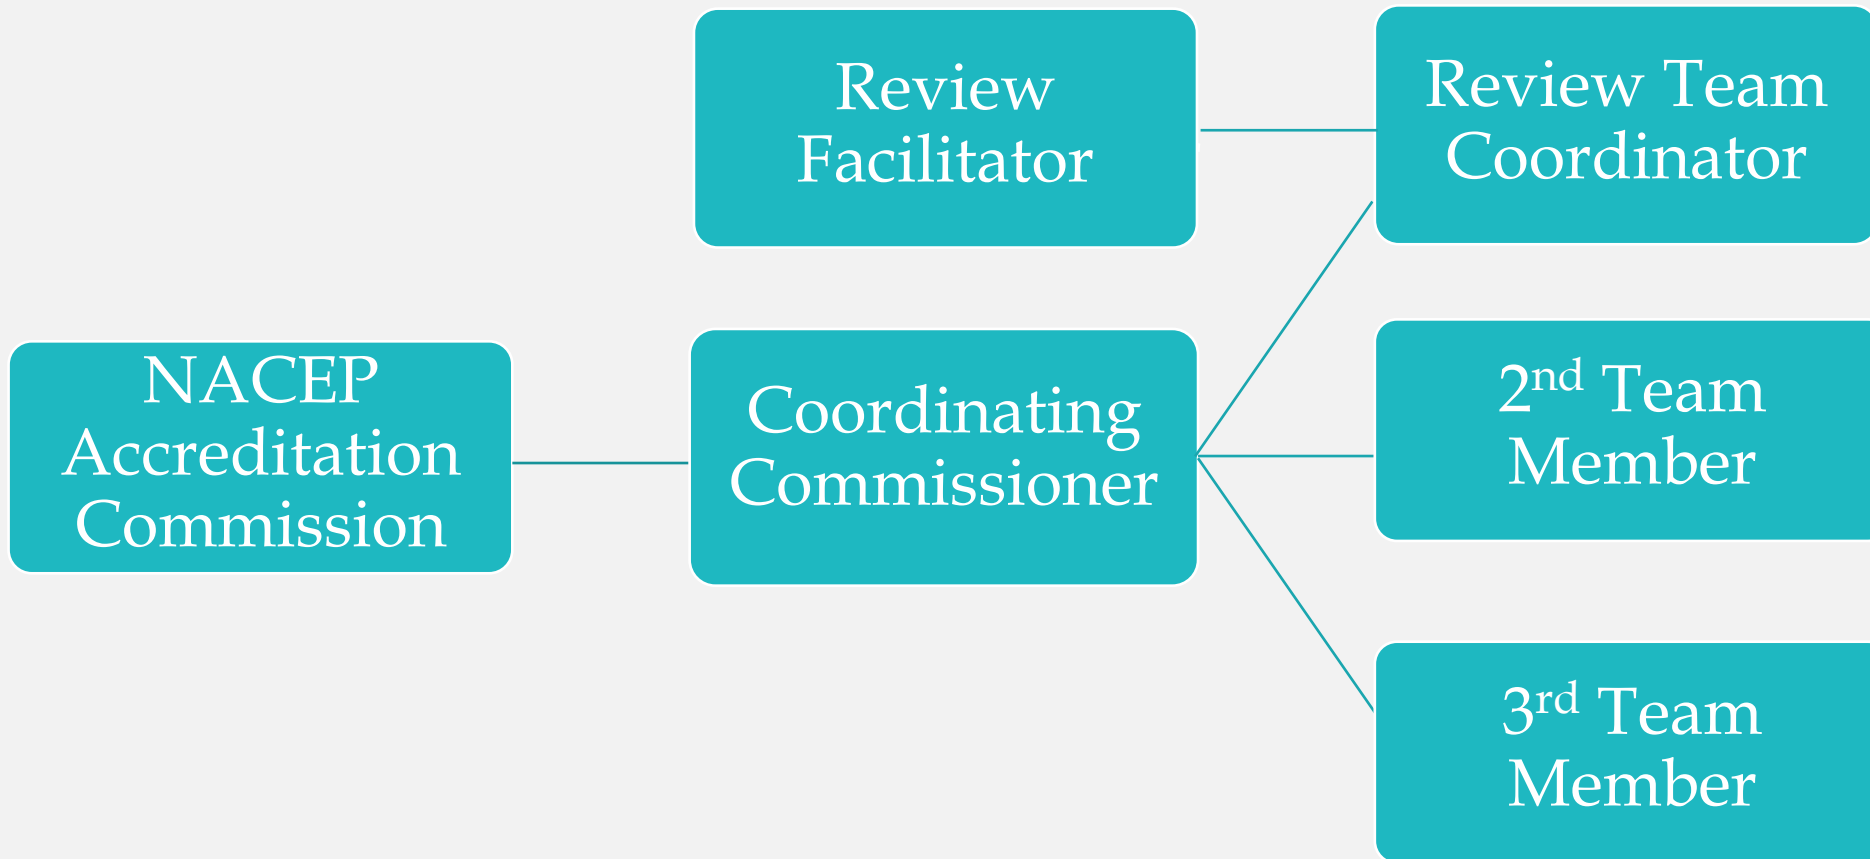 Review
Facilitator
Review Team
Coordinator
NACEP
Accreditation
Commission
Coordinating
Commissioner
2nd Team
Member
3rd Team
Member